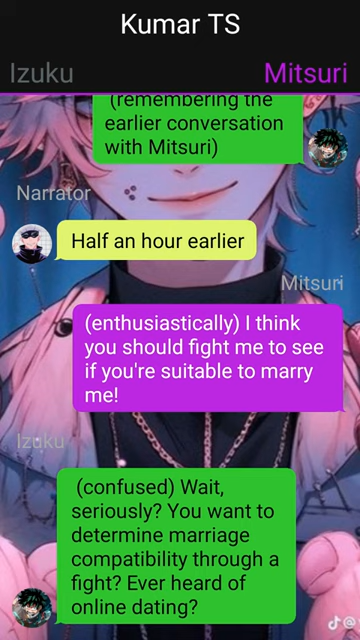 Kumar TS
Izuku
Mitsuri
(remembering the
earlier conversation
with Mitsuri)
Narrator
Half an hour earlier
Mitsuri
(enthusiastically) I think
you should fight me to see
if you're suitable to marry
me!
Izuku
(confused) Wait,
seriously? You want to
determine marriage
compatibility through a
fight? Ever heard of
online dating?
@